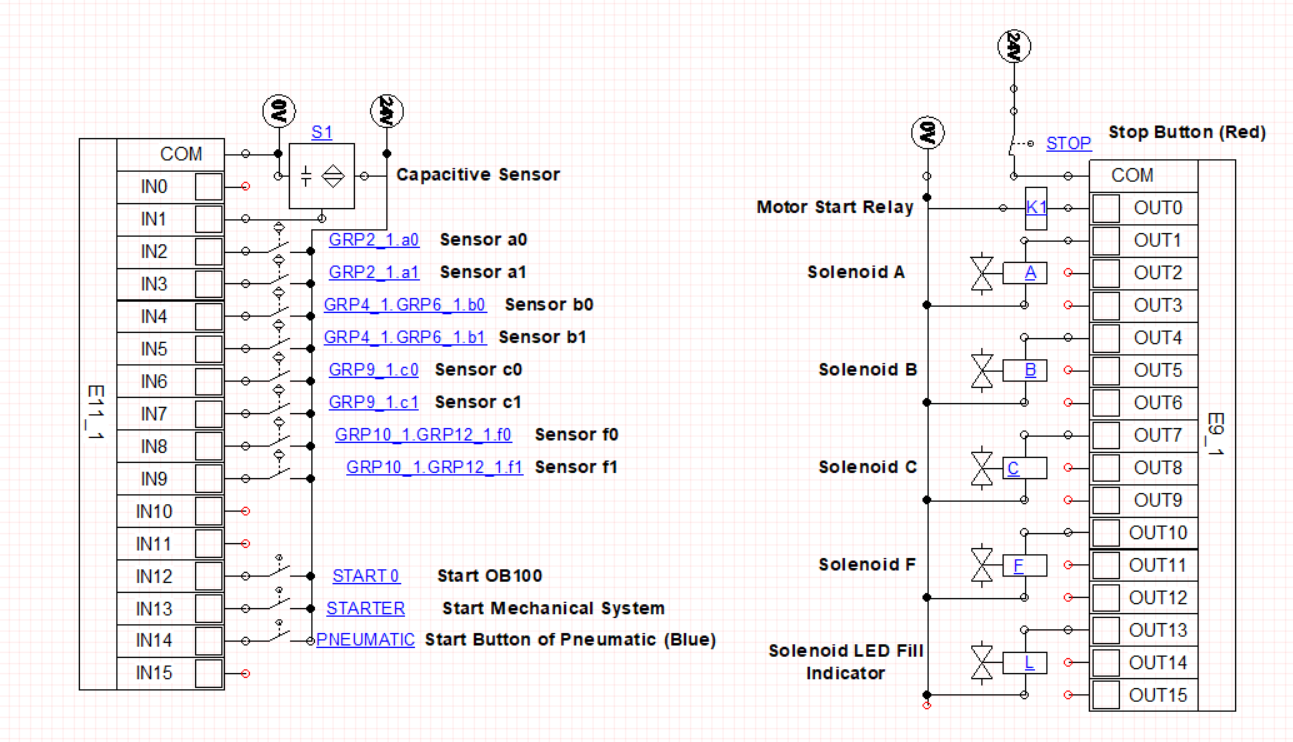 24V
0V
24V
0V
S1
Stop Button (Red)
STOP
COM
Capacitive Sensor
COM
IN0
IN1
IN2
IN3
IN4
IN5
IN6
IN7
IN8
IN9
IN10
IN11
IN12
IN13
IN14
IN15
E11_1
GRP2_1.a0 Sensor a0
GRP2_1.a1 Sensor a1
GRP4_1.GRP6_1.b0 Sensor b0
GRP4_1.GRP6_1.b1 Sensor b1
GRP9_1.c0 Sensor c0
GRP9_1.c1 Sensor c1
GRP10_1.GRP12_1.f0 Sensor f0
GRP10_1.GRP12_1.f1 Sensor f1
START0 Start OB100
STARTER Start Mechanical System
PNEUMATIC Start Button of Pneumatic (Blue)
Motor Start Relay K1
Solenoid A A
Solenoid B B
Solenoid C C
Solenoid F F
Solenoid LED Fill
Indicator L
OUT0
OUT1
OUT2
OUT3
OUT4
OUT5
OUT6
OUT7
OUT8
OUT9
OUT10
OUT11
OUT12
OUT13
OUT14
OUT15
E9_1